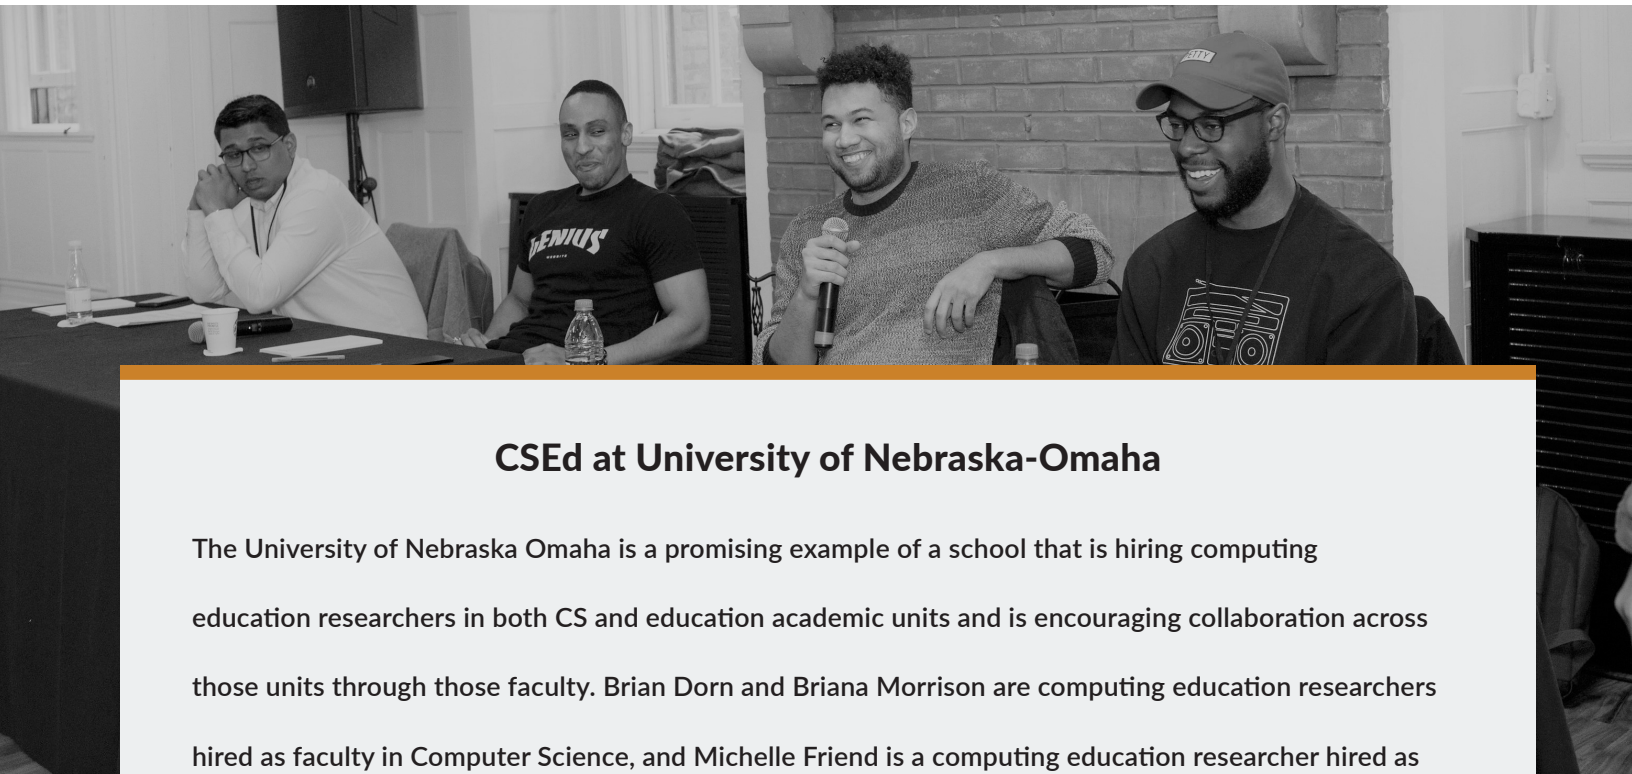 GENIUS
CSEd at University of Nebraska-Omaha
The University of Nebraska Omaha is a promising example of a school that is hiring computing
education researchers in both CS and education academic units and is encouraging collaboration across
those units through those faculty. Brian Dorn and Briana Morrison are computing education researchers
hired as faculty in Computer Science, and Michelle Friend is a computing education researcher hired as